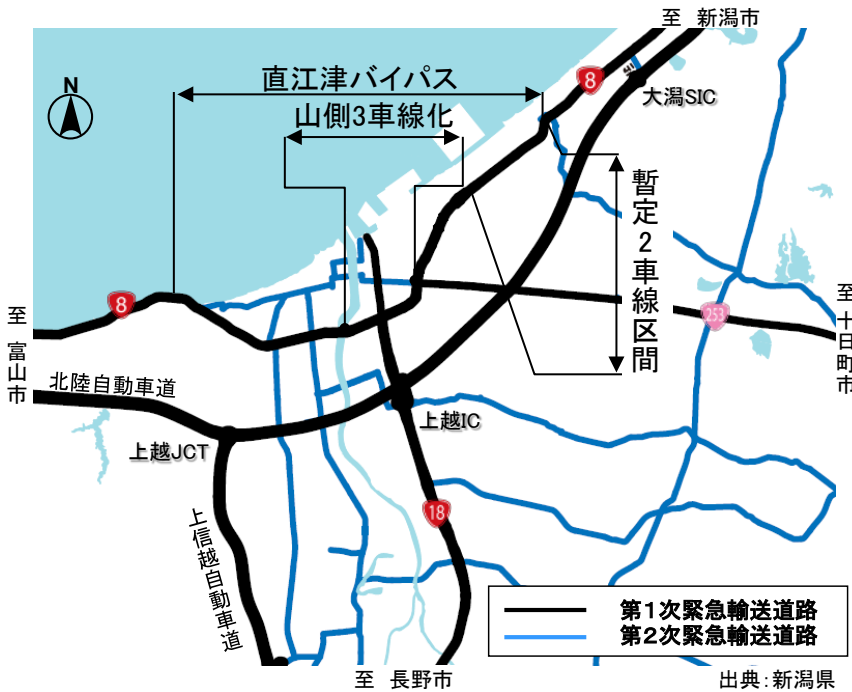 至 新潟市
直江津バイパス
8
大潟SIC
N
山側3車線化
暫定2車線区間
8
253
至 富山市
至 十日町市
北陸自動車道
上越IC
上越JCT
18
上信越自動車道
第1次緊急輸送道路
第2次緊急輸送道路
至 長野市
出典:新潟県